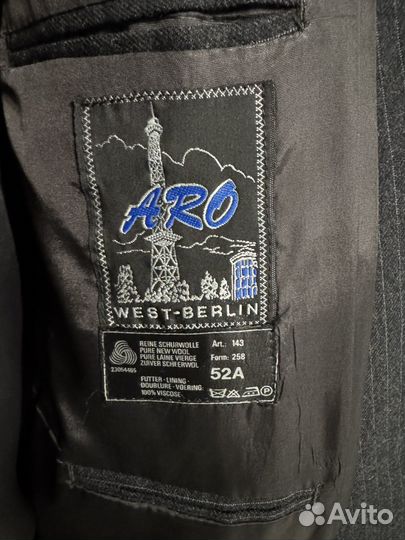 ARO
WEST-BERLIN
REINE SCHURWOLLE
PURE NEW WOOL
PURE LAINE VIERGE
ZUIVER SCHEERWOL
23084465
FUTTER · LINING ·
DOUBLURE · VOERING:
100% VISCOSE
Art.: 143
Form: 258
52A
P
Avito